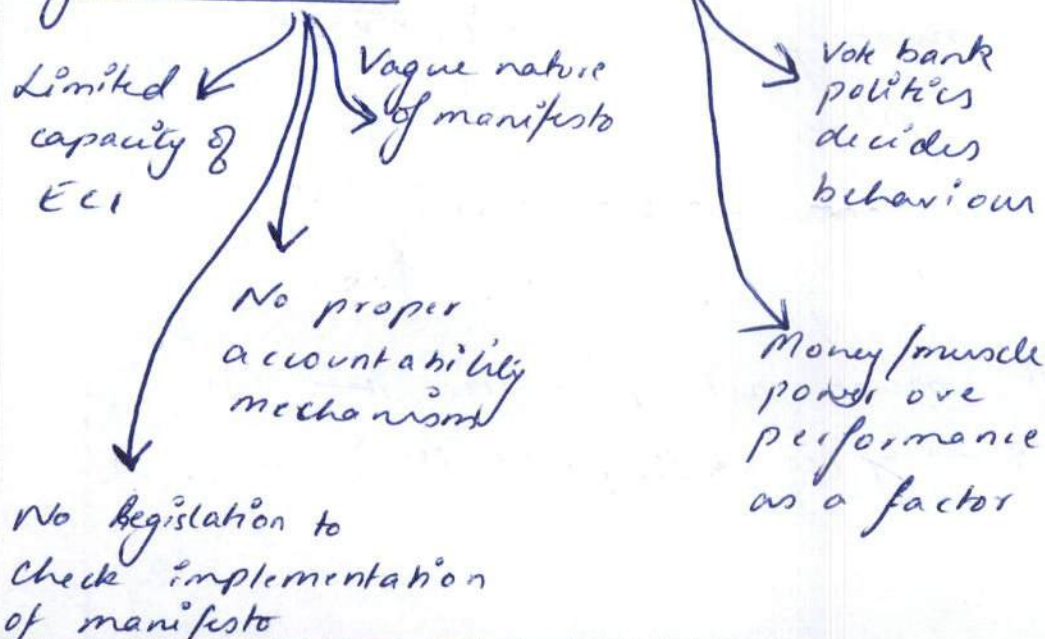 Limited
capacity of
ECI
Vague nature
of manifesto
No proper
accountability
mechanism
No legislation to
check implementation
of manifesto
Vote bank
politics
decides
behaviour
Money/muscle
power ove
performance
as a factor